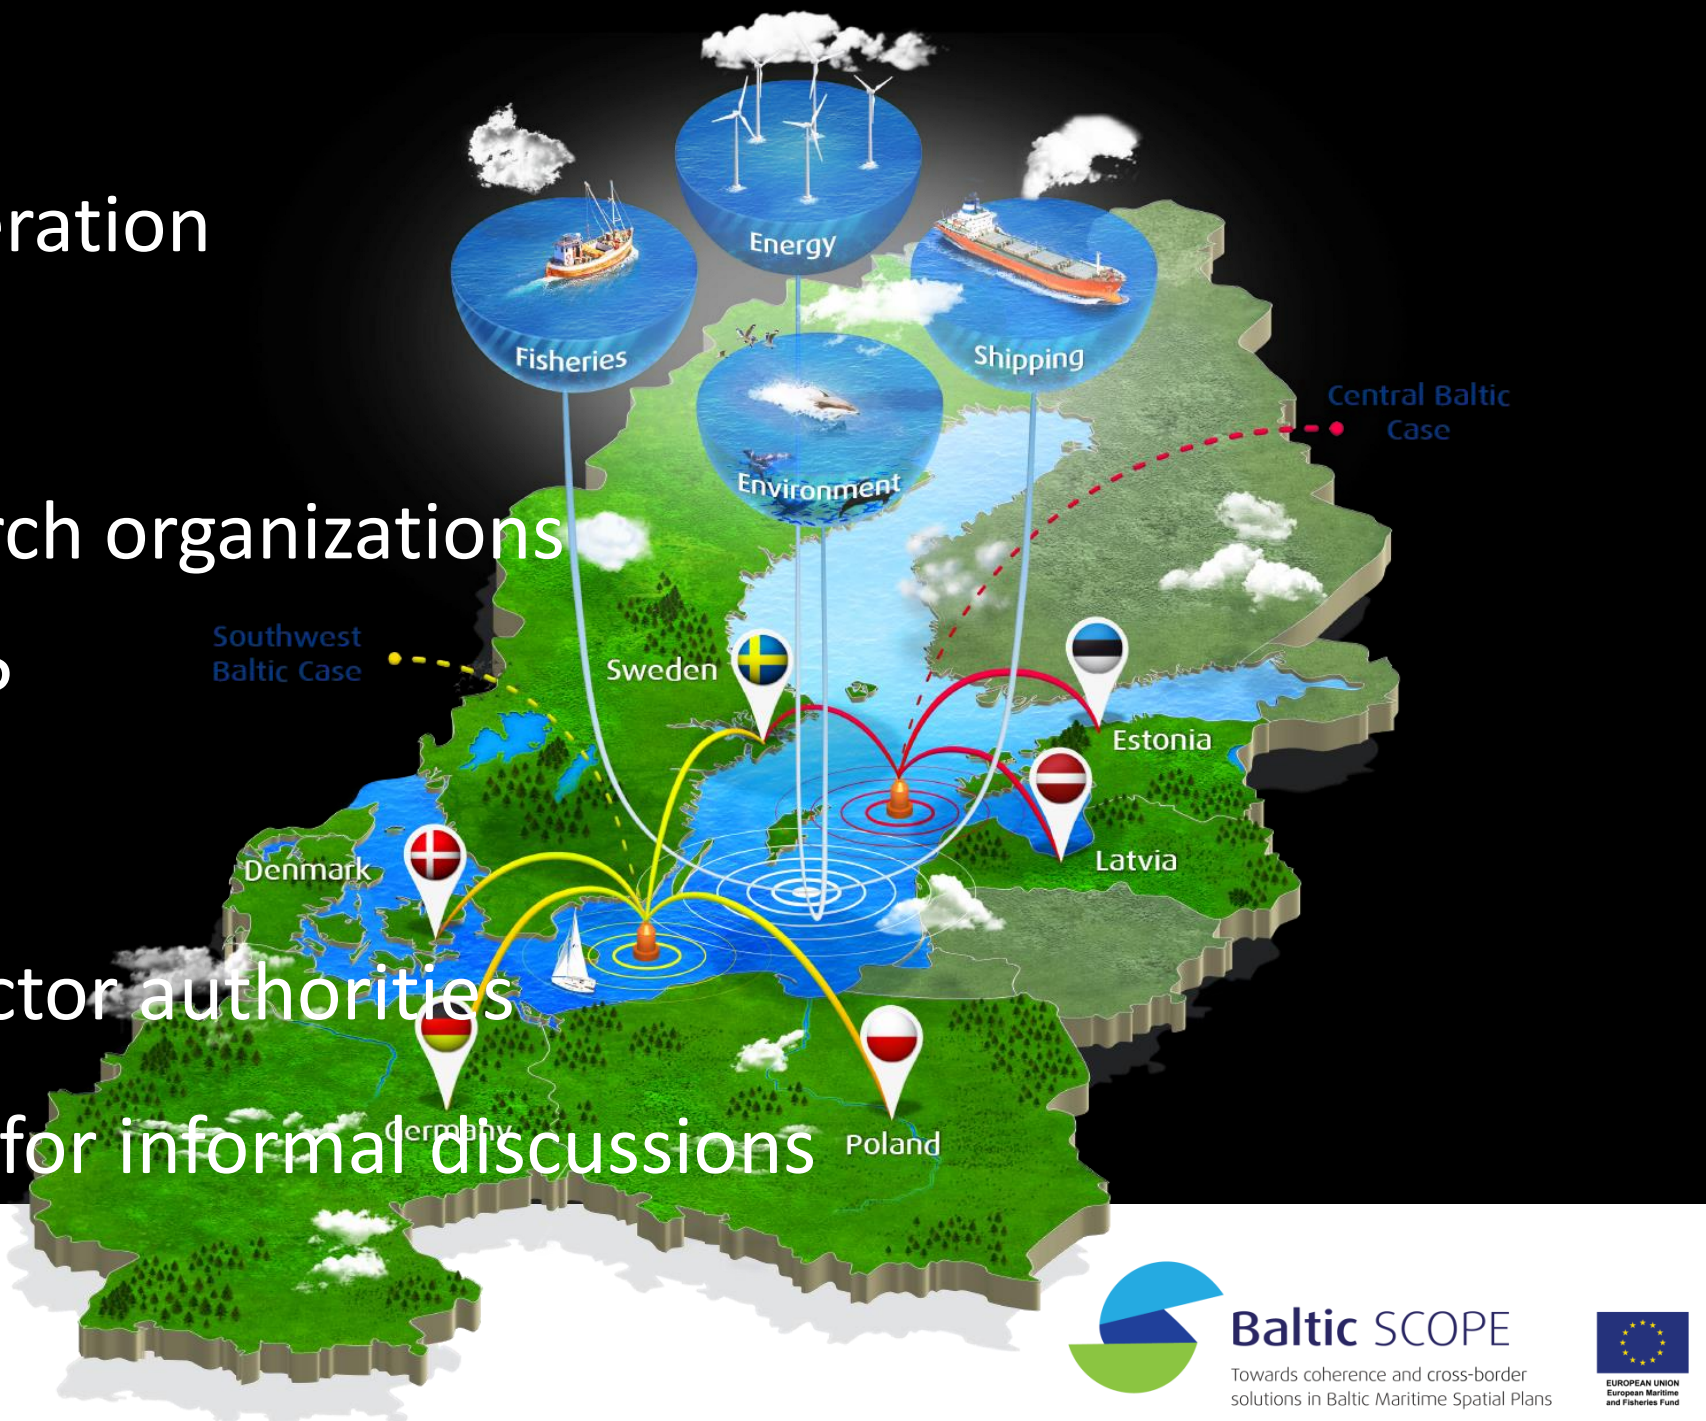 Energy
eration
Fisheries
Shipping
Central Baltic
Case
Environment
rch organizations
Southwest
Baltic Case
Sweden
Estonia
Denmark
Latvia
ctor authorities
Germany
for informal discussions
Poland
Baltic SCOPE
Towards coherence and cross-border
solutions in Baltic Maritime Spatial Plans
EUROPEAN UNION
European Maritime
and Fisheries Fund